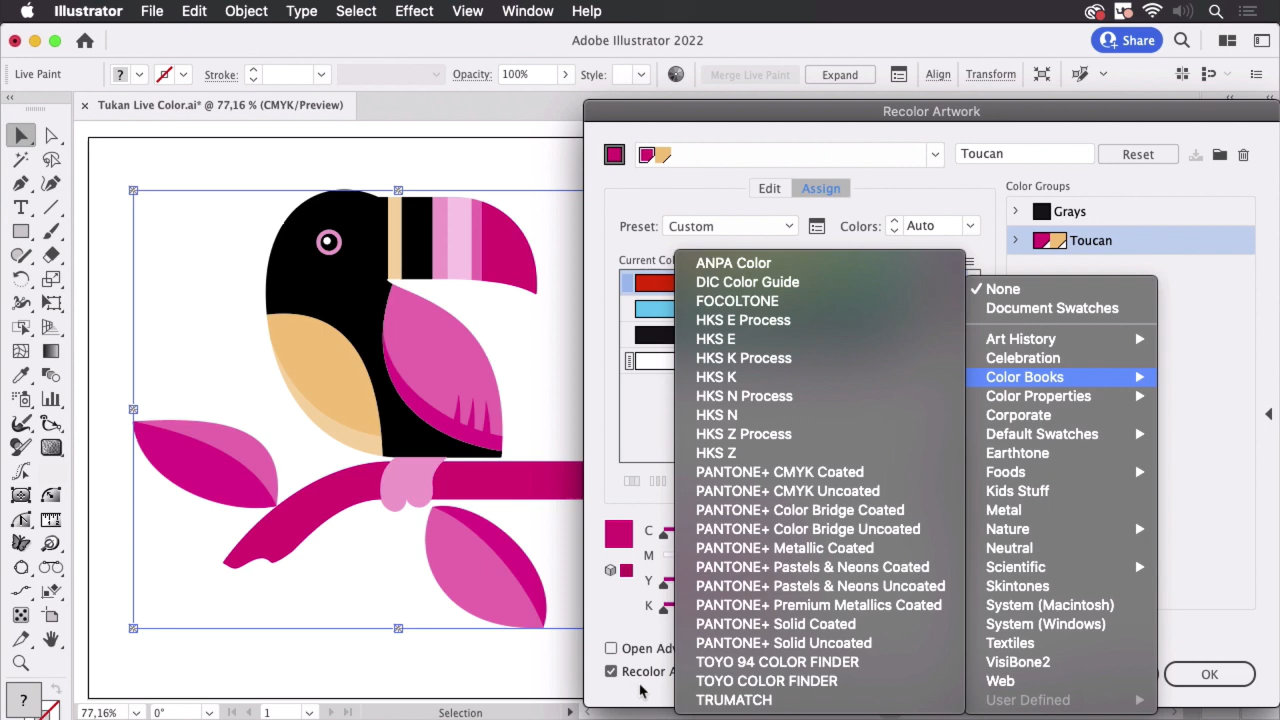 Illustrator File Edit Object Type Select Effect View Window Help
Adobe Illustrator 2022
Share
Live Paint
?
Stroke:
Opacity: 100%
Style:
Merge Live Paint
Expand
Align
Transform
Tukan Live Color.ai* @ 77,16 % (CMYK/Preview)
Recolor Artwork
Toucan
Reset
Edit
Assign
Color Groups
Grays
Toucan
Preset: Custom
Colors: Auto
ANPA Color
DIC Color Guide
FOCOLTONE
HKS E Process
HKS E
HKS K Process
HKS K
HKS N Process
HKS N
HKS Z Process
HKS Z
PANTONE+ CMYK Coated
PANTONE+ CMYK Uncoated
PANTONE+ Color Bridge Coated
PANTONE+ Color Bridge Uncoated
PANTONE+ Metallic Coated
PANTONE+ Pastels & Neons Coated
PANTONE+ Pastels & Neons Uncoated
PANTONE+ Premium Metallics Coated
PANTONE+ Solid Coated
PANTONE+ Solid Uncoated
TOYO 94 COLOR FINDER
TOYO COLOR FINDER
TRUMATCH
None
Document Swatches
Art History
Celebration
Color Books
Color Properties
Corporate
Default Swatches
Earthtone
Foods
Kids Stuff
Metal
Nature
Neutral
Scientific
Skintones
System (Macintosh)
System (Windows)
Textiles
VisiBone2
Web
User Defined
C
M
Y
K
Open
Recolor
OK
?
77,16%
0°
1
Selection